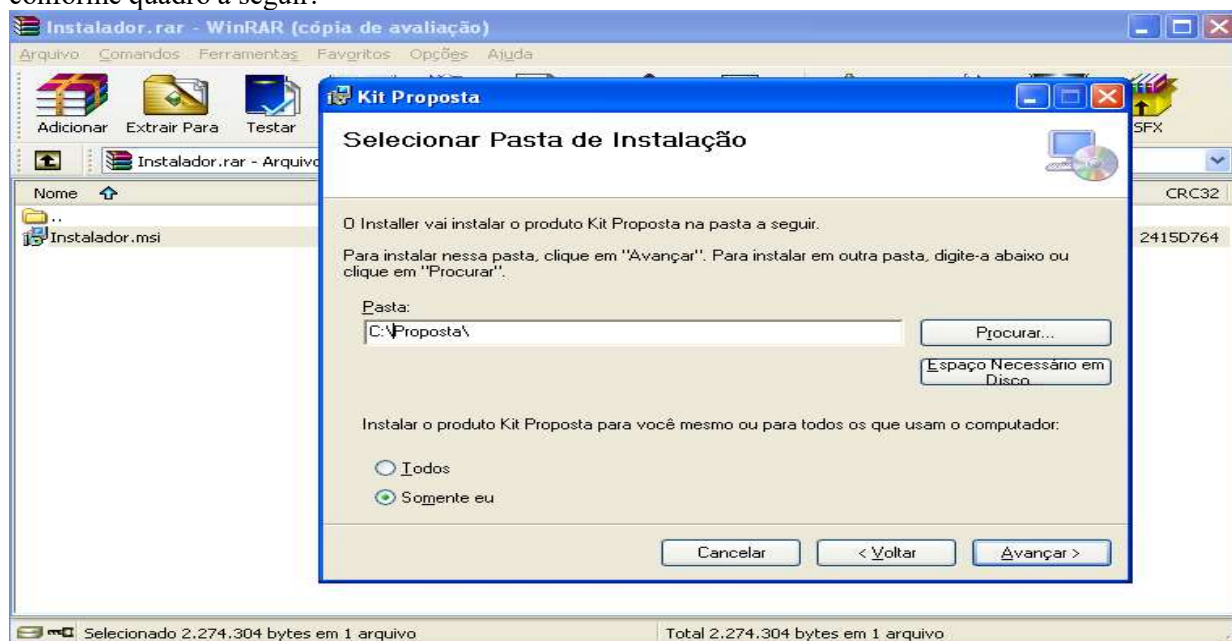 conforme quadro a seguir:
Instalador.rar - WinRAR (cópia de avaliação)
Arquivo Comandos Ferramentas Favoritos Opções Ajuda
Adicionar Extrair Para Testar SFX
Instalador.rar - Arquivo
Nome CRC32
..
Instalador.msi 2415D764
Kit Proposta
Selecionar Pasta de Instalação
O Installer vai instalar o produto Kit Proposta na pasta a seguir.
Para instalar nessa pasta, clique em "Avançar". Para instalar em outra pasta, digite-a abaixo ou
clique em "Procurar".
Pasta:
C:\Proposta\
Procurar...
Espaço Necessário em
Disco
Instalar o produto Kit Proposta para você mesmo ou para todos os que usam o computador:
Todos
Somente eu
Cancelar < Voltar Avançar >
Selecionado 2.274.304 bytes em 1 arquivo Total 2.274.304 bytes em 1 arquivo